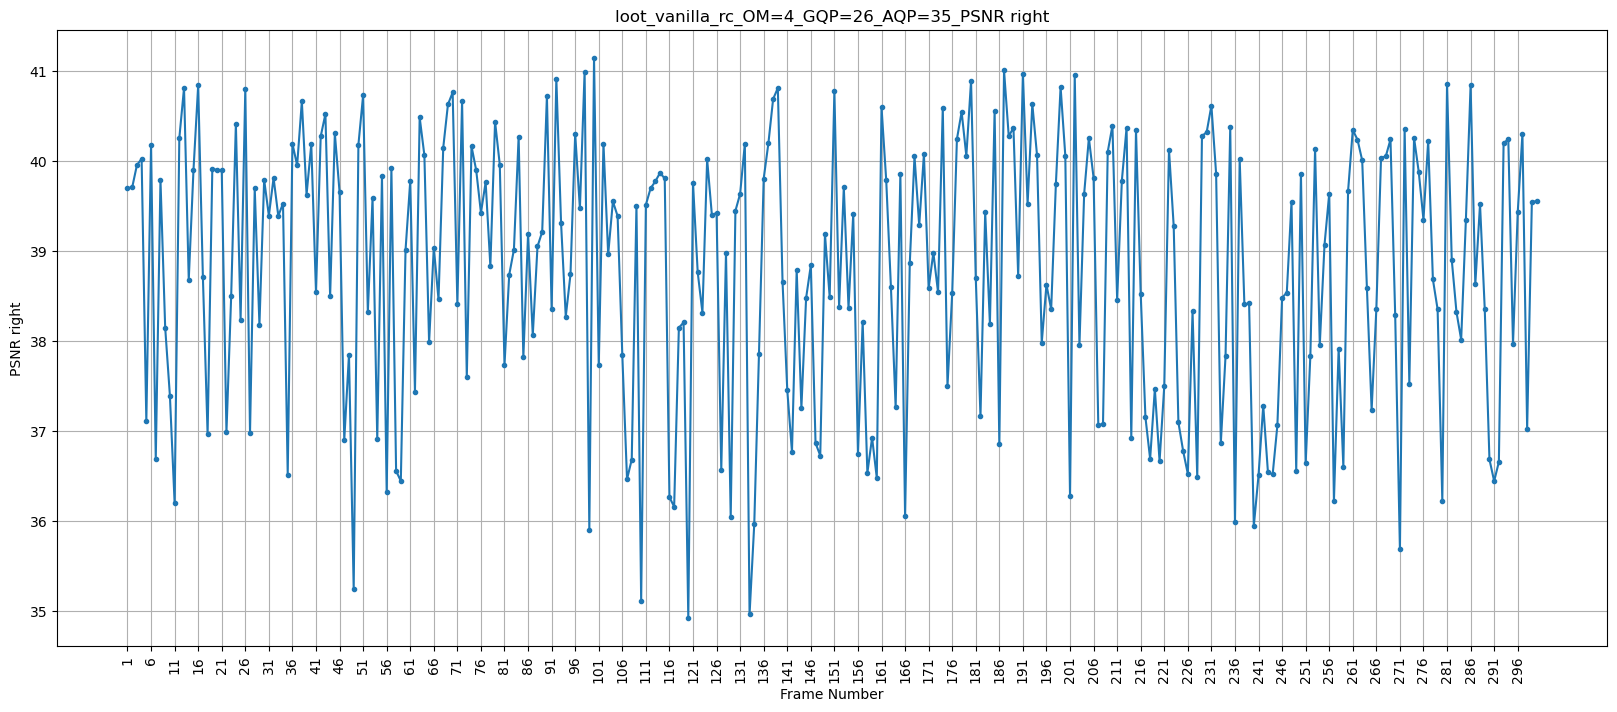 loot_vanilla_rc_OM=4_GQP=26_AQP=35_PSNR right
PSNR right
41
40
39
38
37
36
35
1 6 11 16 21 26 31 36 41 46 51 56 61 66 71 76 81 86 91 96 101 106 111 116 121 126 131 136 141 146 151 156 161 166 171 176 181 186 191 196 201 206 211 216 221 226 231 236 241 246 251 256 261 266 271 276 281 286 291 296
Frame Number